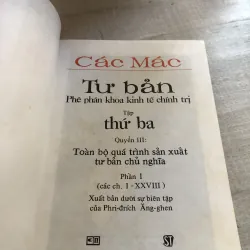 Các Mác
Tư bản
Phê phán khoa kinh tế chính trị
Tập
thứ ba
Quyển III:
Toàn bộ quá trình sản xuất
tư bản chủ nghĩa
Phần I
(các ch. I - XXVIII)
Xuất bản dưới sự biên tập
của Phri-đrích Ăng-ghen
ST